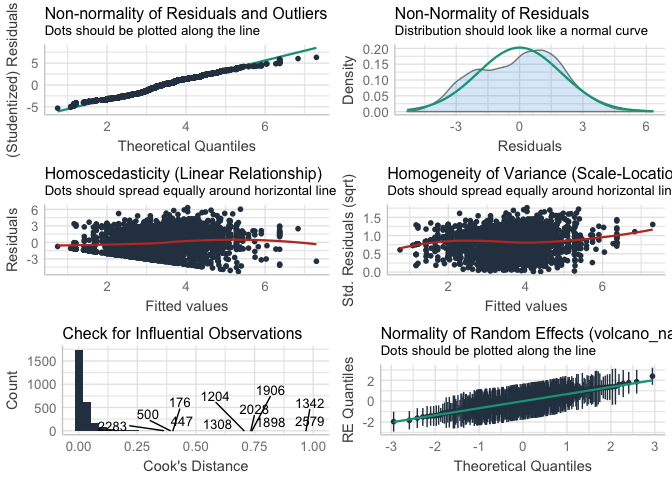 Non-normality of Residuals and Outliers
Dots should be plotted along the line
(Studentized) Residuals
5
0
-5
2
4
6
Theoretical Quantiles
Non-Normality of Residuals
Distribution should look like a normal curve
Density
0.20
0.15
0.10
0.05
0.00
-3
0
3
6
Residuals
Homoscedasticity (Linear Relationship)
Dots should spread equally around horizontal line
Residuals
6
3
0
-3
2
4
6
Fitted values
Homogeneity of Variance (Scale-Locatio
Dots should spread equally around horizontal lin
Std. Residuals (sqrt)
1.5
1.0
0.5
0.0
2
4
6
Fitted values
Check for Influential Observations
Count
1500
1000
500
0
2283
500
176
447
1204
1308
2028
1906
1898
1342
2579
0.00
0.25
0.50
0.75
1.00
Cook's Distance
Normality of Random Effects (volcano_na
Dots should be plotted along the line
RE Quantiles
2
0
-2
-3
-2
-1
0
1
2
3
Theoretical Quantiles